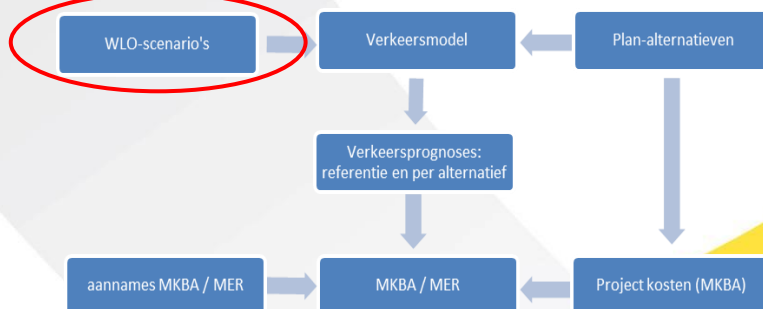 WLO-scenario's
Verkeersmodel
Plan-alternatieven
Verkeersprognoses:
referentie en per alternatief
aannames MKBA / MER
MKBA / MER
Project kosten (MKBA)